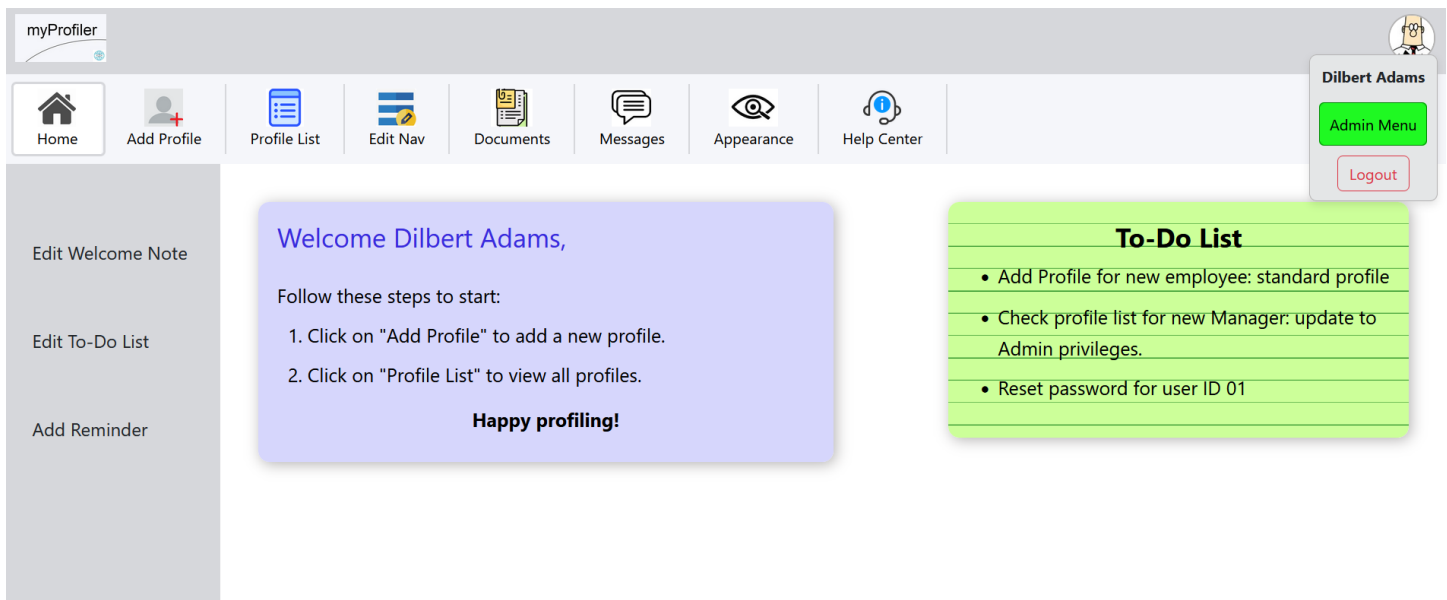 myProfiler
Dilbert Adams
Admin Menu
Logout
Home
Add Profile
Profile List
Edit Nav
Documents
Messages
Appearance
Help Center
Edit Welcome Note
Edit To-Do List
Add Reminder
Welcome Dilbert Adams,
Follow these steps to start:
1. Click on "Add Profile" to add a new profile.
2. Click on "Profile List" to view all profiles.
Happy profiling!
To-Do List
• Add Profile for new employee: standard profile
• Check profile list for new Manager: update to
Admin privileges.
• Reset password for user ID 01